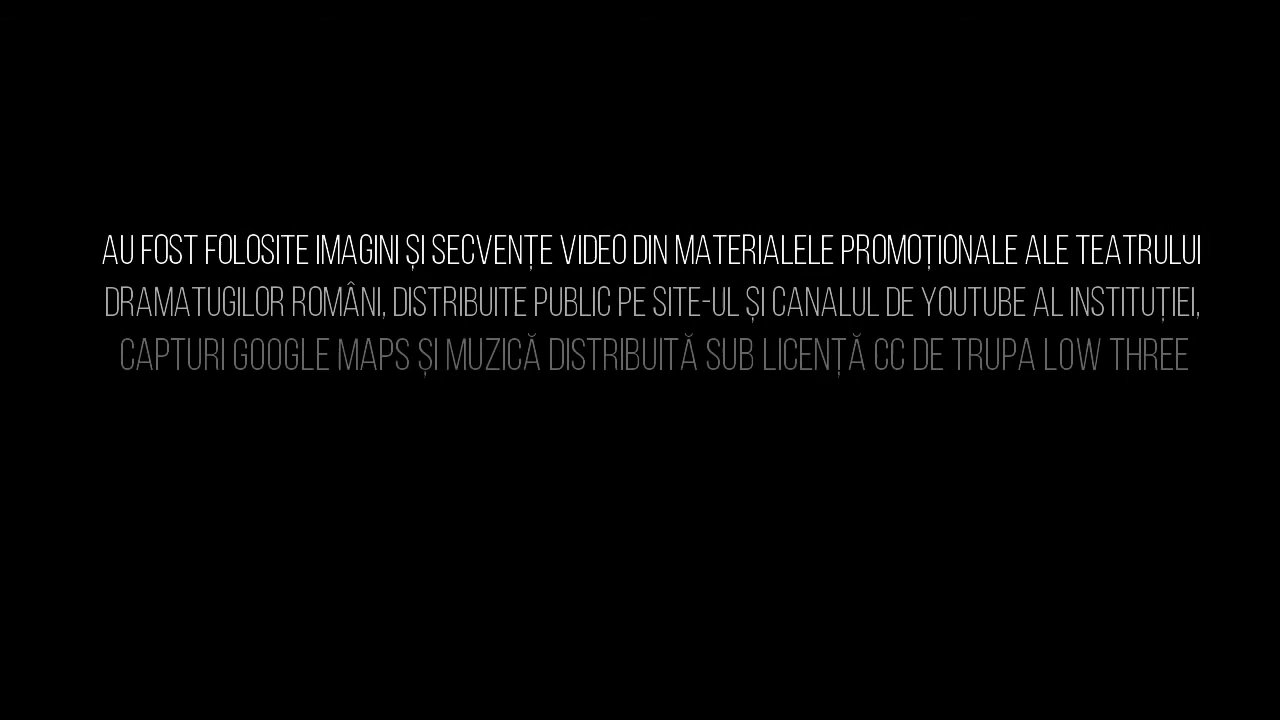 AU FOST FOLOSITE IMAGINI ȘI SECVENȚE VIDEO DIN MATERIALELE PROMOȚIONALE ALE TEATRULUI
DRAMATUGILOR ROMÂNI, DISTRIBUITE PUBLIC PE SITE-UL ȘI CANALUL DE YOUTUBE AL INSTITUȚIEI,
CAPTURI GOOGLE MAPS ȘI MUZICĂ DISTRIBUITĂ SUB LICENȚĂ CC DE TRUPA LOW THREE